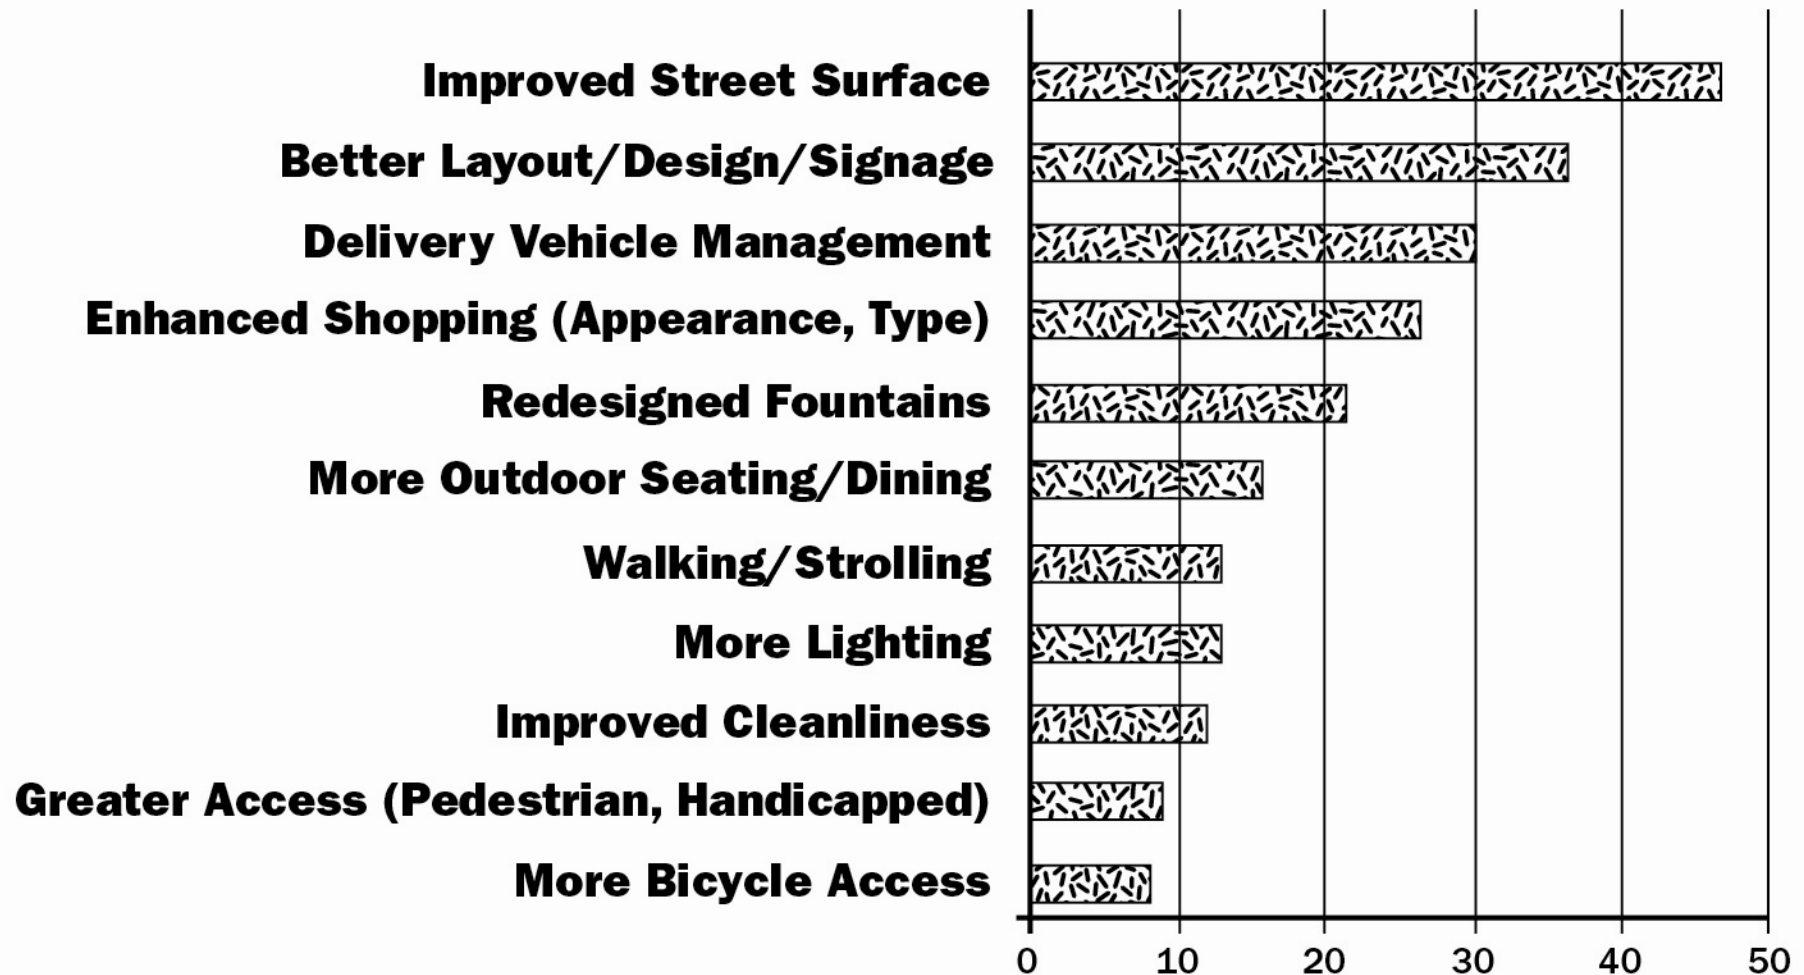 Improved Street Surface
Better Layout/Design/Signage
Delivery Vehicle Management
Enhanced Shopping (Appearance, Type)
Redesigned Fountains
More Outdoor Seating/Dining
Walking/Strolling
More Lighting
Improved Cleanliness
Greater Access (Pedestrian, Handicapped)
More Bicycle Access
0 10 20 30 40 50